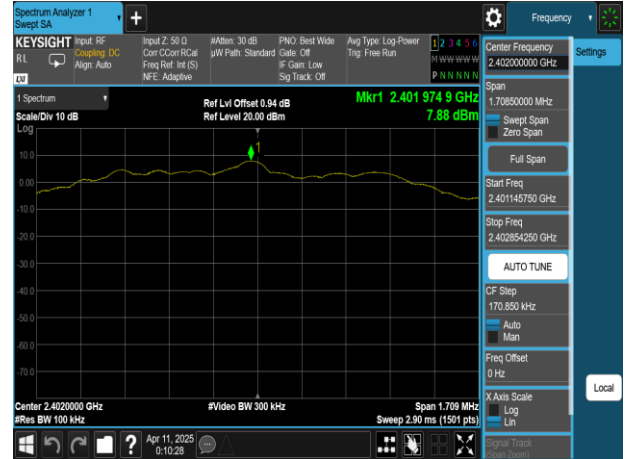 Spectrum Analyzer 1
Swept SA
+
Frequency
KEYSIGHT
RL
LXI
Input: RF
Coupling: DC
Align: Auto
Input Z: 50 Ω
Corr CCorr RCal
Freq Ref: Int (S)
NFE: Adaptive
#Atten: 30 dB
µW Path: Standard
PNO: Best Wide
Gate: Off
IF Gain: Low
Sig Track: Off
Avg Type: Log-Power
Trig: Free Run
1 2 3 4 5 6
M W W W W W
P N N N N N
1 Spectrum
Scale/Div 10 dB
Ref Lvl Offset 0.94 dB
Ref Level 20.00 dBm
Mkr1 2.401 974 9 GHz
7.88 dBm
Log
1
10.0
0.00
-10.0
-20.0
-30.0
-40.0
-50.0
-60.0
-70.0
Center 2.4020000 GHz
#Res BW 100 kHz
#Video BW 300 kHz
Span 1.709 MHz
Sweep 2.90 ms (1501 pts)
Center Frequency
2.402000000 GHz
Settings
Span
1.70850000 MHz
Swept Span
Zero Span
Full Span
Start Freq
2.401145750 GHz
Stop Freq
2.402854250 GHz
AUTO TUNE
CF Step
170.850 kHz
Auto
Man
Freq Offset
0 Hz
Local
X Axis Scale
Log
Lin
Signal Track
(Span Zoom)
?
Apr 11, 2025
0:10:28